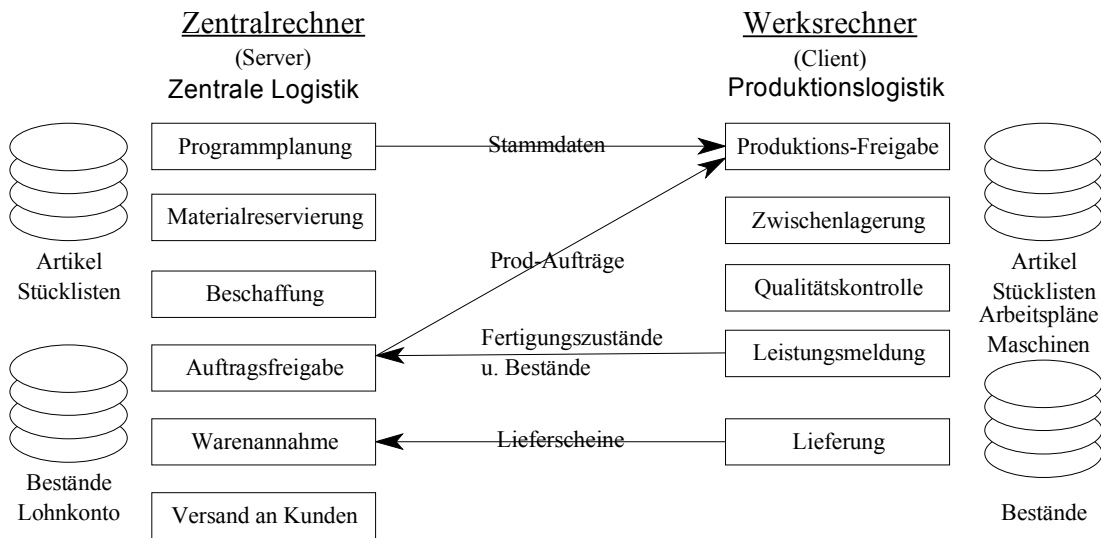 Zentralrechner
(Server)
Zentrale Logistik
Werksrechner
(Client)
Produktionslogistik
Programmplanung
Stammdaten
Produktions-Freigabe
Materialreservierung
Zwischenlagerung
Artikel
Stücklisten
Beschaffung
Prod-Aufträge
Qualitätskontrolle
Artikel
Stücklisten
Arbeitspläne
Maschinen
Auftragsfreigabe
Fertigungszustände
u. Bestände
Leistungsmeldung
Warenannahme
Lieferscheine
Lieferung
Bestände
Lohnkonto
Versand an Kunden
Bestände